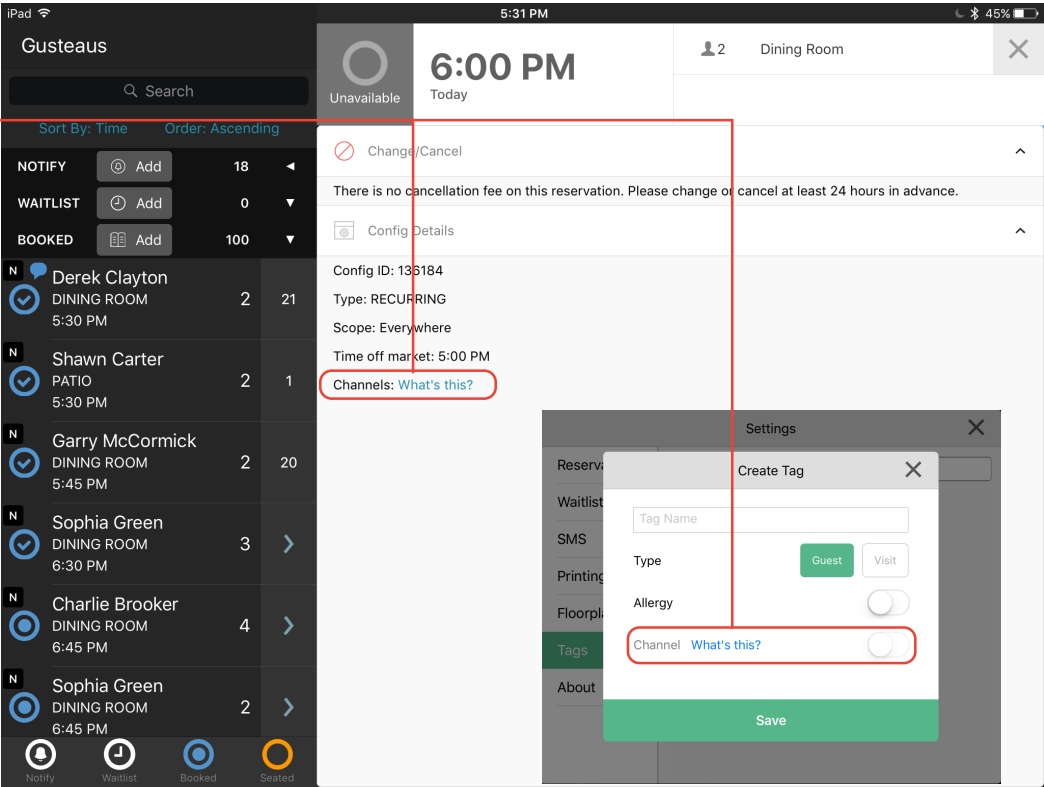 iPad 5:31 PM 45%
Gusteaus
Search
Sort By: Time Order: Ascending
NOTIFY Add 18
WAITLIST Add 0
BOOKED Add 100
N
Derek Clayton
DINING ROOM 2 21
5:30 PM
N
Shawn Carter
PATIO 2 1
5:30 PM
N
Garry McCormick
DINING ROOM 2 20
5:45 PM
N
Sophia Green
DINING ROOM 3
6:30 PM
N
Charlie Brooker
DINING ROOM 4
6:45 PM
N
Sophia Green
DINING ROOM 2
6:45 PM
Notify Waitlist Booked Seated
Unavailable
6:00 PM
Today
2 Dining Room
Change/Cancel
There is no cancellation fee on this reservation. Please change or cancel at least 24 hours in advance.
Config Details
Config ID: 136184
Type: RECURRING
Scope: Everywhere
Time off market: 5:00 PM
Channels: What's this?
Settings
Reserva
Waitlist
SMS
Printing
Floorpla
Tags
About
Create Tag
Tag Name
Type Guest Visit
Allergy
Channel What's this?
Save